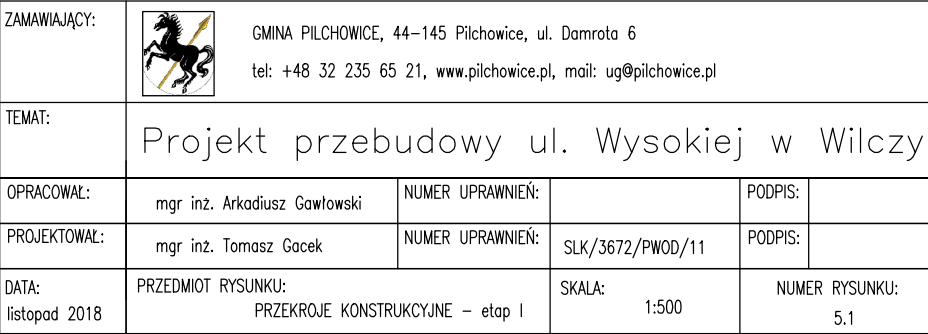 ZAMAWIAJĄCY:
GMINA PILCHOWICE, 44-145 Pilchowice, ul. Damrota 6
tel: +48 32 235 65 21, www.pilchowice.pl, mail: ug@pilchowice.pl
TEMAT:
Projekt przebudowy ul. Wysokiej w Wilczy
OPRACOWAŁ: mgr inż. Arkadiusz Gawłowski NUMER UPRAWNIEŃ: PODPIS:
PROJEKTOWAŁ: mgr inż. Tomasz Gacek NUMER UPRAWNIEŃ: SLK/3672/PWOD/11 PODPIS:
DATA: PRZEDMIOT RYSUNKU: SKALA: NUMER RYSUNKU:
listopad 2018 PRZEKROJE KONSTRUKCYJNE - etap I 1:500 5.1